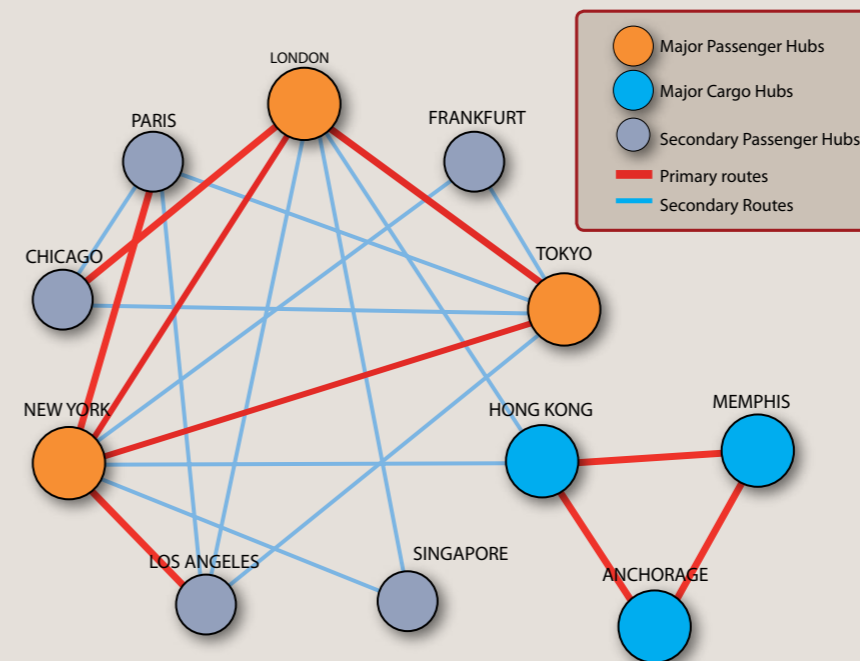 LONDON
PARIS
FRANKFURT
CHICAGO
TOKYO
NEW YORK
HONG KONG
MEMPHIS
LOS ANGELES
SINGAPORE
ANCHORAGE
Major Passenger Hubs
Major Cargo Hubs
Secondary Passenger Hubs
Primary routes
Secondary Routes